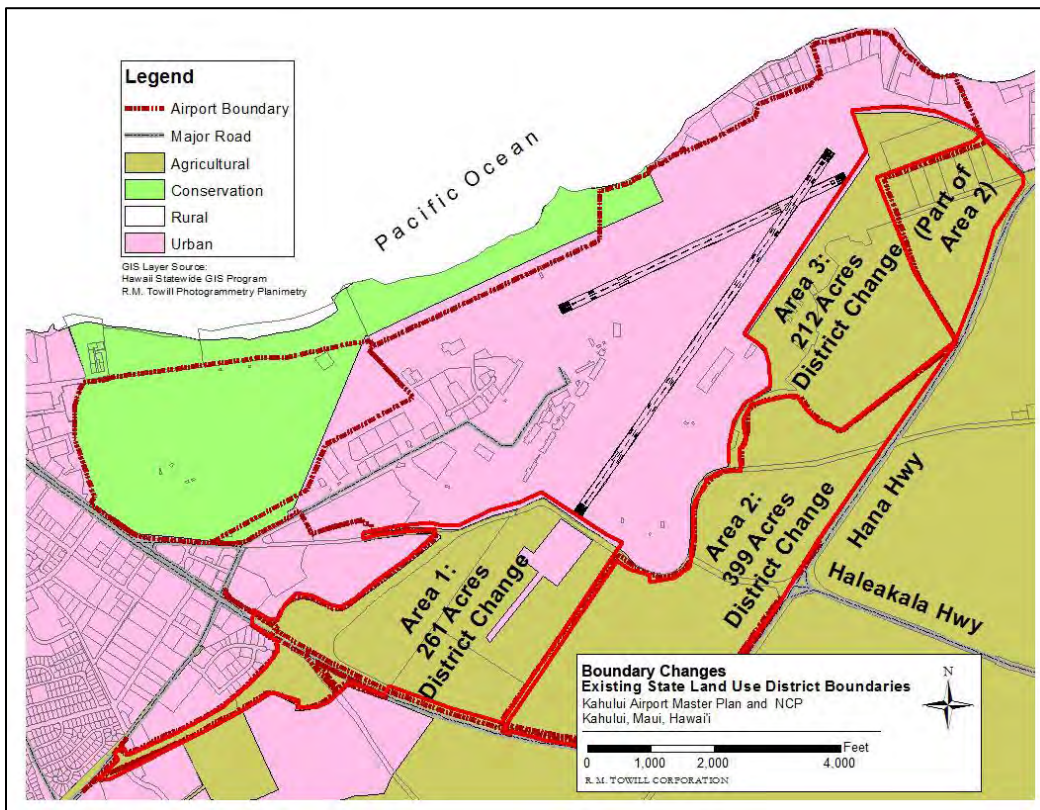 Legend
Airport Boundary
Major Road
Agricultural
Conservation
Rural
Urban
GIS Layer Source:
Hawaii Statewide GIS Program
R.M. Towill Photogrammetry Planimetry
Pacific Ocean
(Part of
Area 2)
Area 3:
212 Acres
District Change
Area 2:
399 Acres
District Change
Hana Hwy
Haleakala Hwy
Area 1:
261 Acres
District Change
Boundary Changes
Existing State Land Use District Boundaries
Kahului Airport Master Plan and NCP
Kahului, Maui, Hawai'i
N
Feet
0 1,000 2,000 4,000
R. M. TOWILL CORPORATION